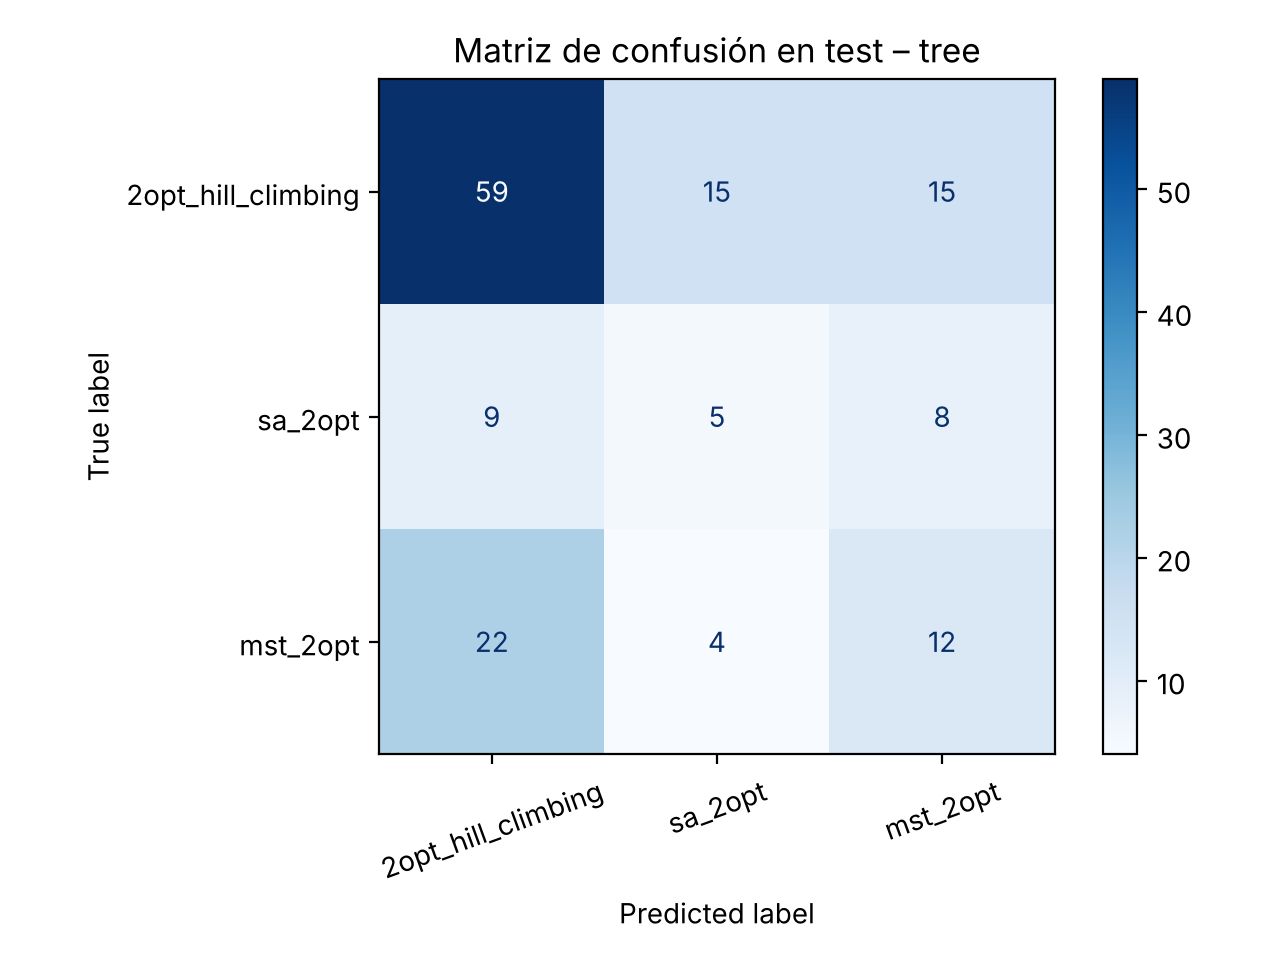 Matriz de confusión en test – tree
2opt_hill_climbing
59
15
15
50
40
True label
sa_2opt
9
5
8
30
20
mst_2opt
22
4
12
10
2opt_hill_climbing
sa_2opt
mst_2opt
Predicted label